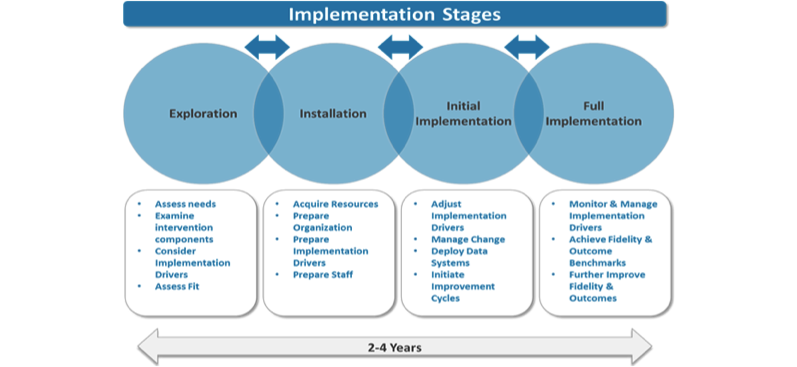 Implementation Stages
Exploration
Installation
Initial
Implementation
Full
Implementation
• Assess needs
• Examine
intervention
components
• Consider
Implementation
Drivers
• Assess Fit
• Acquire Resources
• Prepare
Organization
• Prepare
Implementation
Drivers
• Prepare Staff
• Adjust
Implementation
Drivers
• Manage Change
• Deploy Data
Systems
• Initiate
Improvement
Cycles
• Monitor & Manage
Implementation
Drivers
• Achieve Fidelity &
Outcome
Benchmarks
• Further Improve
Fidelity &
Outcomes
2-4 Years